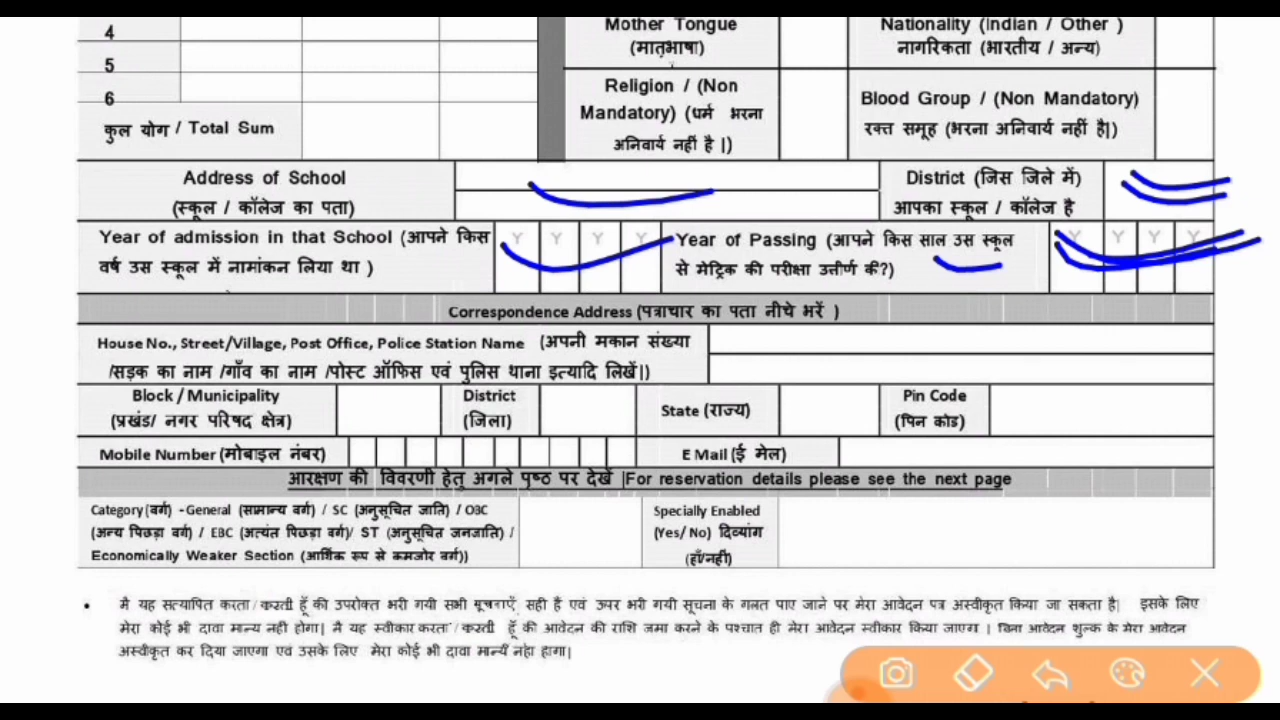 4
5
6
कुल योग / Total Sum
Mother Tongue
(मातृभाषा)
Nationality (Indian / Other )
नागरिकता (भारतीय / अन्य)
Religion / (Non
Mandatory) (धर्म भरना
अनिवार्य नहीं है |)
Blood Group / (Non Mandatory)
रक्त समूह (भरना अनिवार्य नहीं है|)
Address of School
(स्कूल / कॉलेज का पता)
District (जिस जिले में)
आपका स्कूल / कॉलेज है
Year of admission in that School (आपने किस
वर्ष उस स्कूल में नामांकन लिया था )
Y Y Y Y
Year of Passing (आपने किस साल उस स्कूल
से मेट्रिक की परीक्षा उत्तीर्ण की?)
Y Y Y Y
Correspondence Address (पत्राचार का पता नीचे भरें )
House No., Street/Village, Post Office, Police Station Name (अपनी मकान संख्या
/सड़क का नाम /गाँव का नाम /पोस्ट ऑफिस एवं पुलिस थाना इत्यादि लिखें|)
Block / Municipality
(प्रखंड/ नगर परिषद क्षेत्र)
District
(जिला)
State (राज्य)
Pin Code
(पिन कोड)
Mobile Number (मोबाइल नंबर)
E Mail (ई मेल)
आरक्षण की विवरणी हेतू अगले पृष्ठ पर देखें |For reservation details please see the next page
Category (वर्ग) -General (सामान्य वर्ग) / SC (अनुसूचित जाति) / OBC
(अन्य पिछड़ा वर्ग) / EBC (अत्यंत पिछड़ा वर्ग)/ ST (अनुसूचित जनजाति) /
Economically Weaker Section (आर्थिक रूप से कमजोर वर्ग))
Specially Enabled
(Yes/ No) दिव्यांग
(हाँ/नहीं)
• मै यह सत्यापित करता / करती हूँ की उपरोक्त भरी गयी सभी सूचनाएँ सही हैं एवं उपर भरी गयी सूचना के गलत पाए जाने पर मेरा आवेदन पत्र अस्वीकृत किया जा सकता है| इसके लिए
मेरा कोई भी दावा मान्य नही होगा| मै यह स्वीकार करता / करती हूँ की आवेदन की राशि जमा करने के पश्चात ही मेरा आवेदन स्वीकार किया जाएगा | बिना आवेदन शुल्क के मेरा आवेदन
अस्वीकृत कर दिया जाएगा एवं उसके लिए मेरा कोई भी दावा मान्य नहीं होगा|